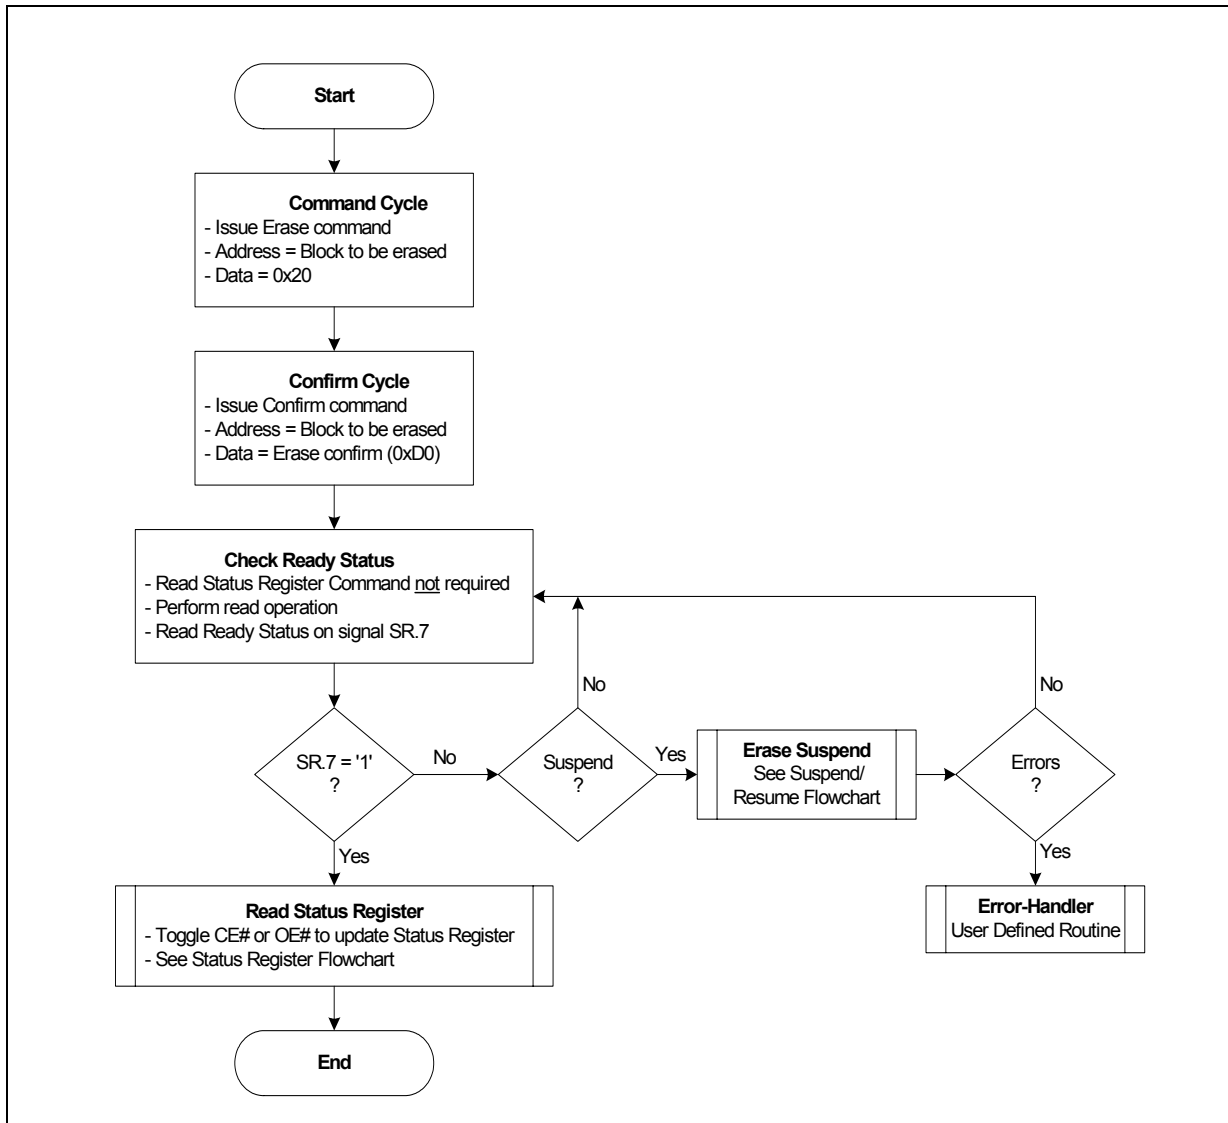 Start
Command Cycle
- Issue Erase command
- Address = Block to be erased
- Data = 0x20
Confirm Cycle
- Issue Confirm command
- Address = Block to be erased
- Data = Erase confirm (0xD0)
Check Ready Status
- Read Status Register Command not required
- Perform read operation
- Read Ready Status on signal SR.7
No
No
SR.7 = '1'
?
No
Suspend
?
Yes
Erase Suspend
See Suspend/
Resume Flowchart
Errors
?
Yes
Yes
Read Status Register
- Toggle CE# or OE# to update Status Register
- See Status Register Flowchart
Error-Handler
User Defined Routine
End